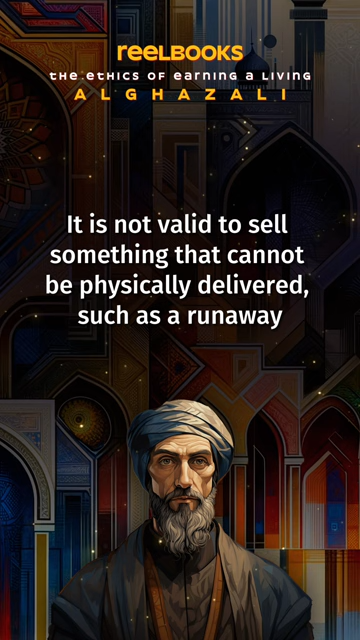 reelBOOKS
the ethics of earning a living
ALGHAZALI
It is not valid to sell
something that cannot
be physically delivered,
such as a runaway